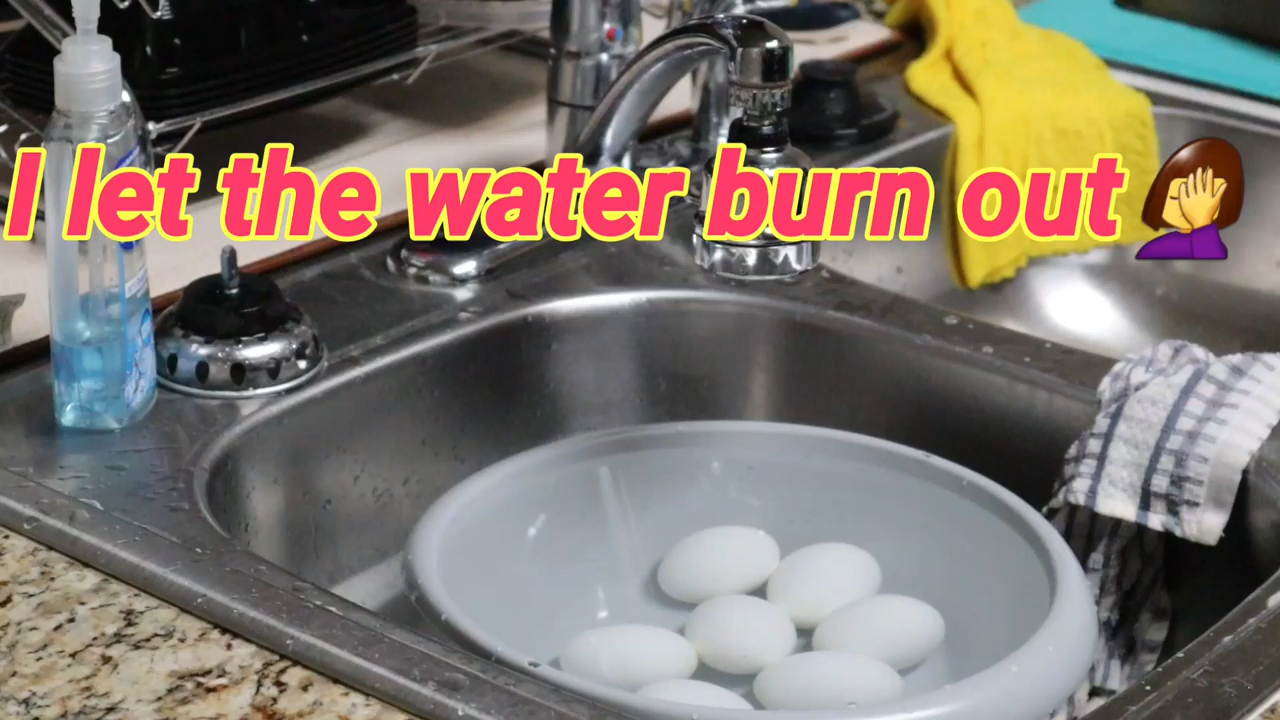 I let the water burn out 🤦‍♀️